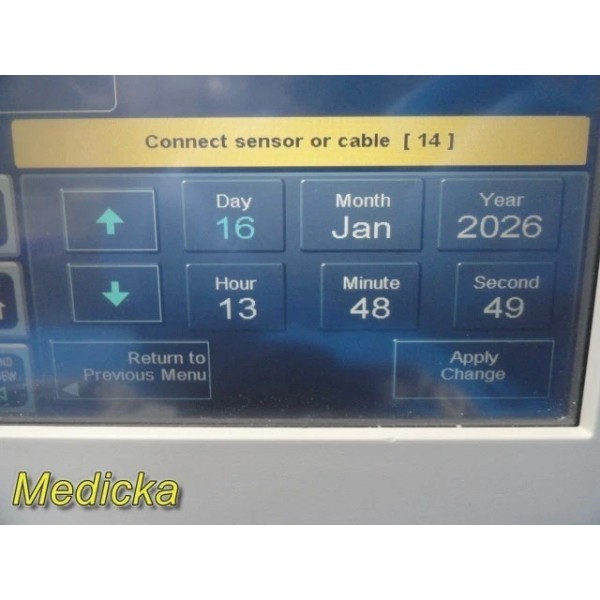 Connect sensor or cable [ 14 ]
Day Month Year
16 Jan 2026
Hour Minute Second
13 48 49
Return to
Previous Menu
Apply
Change
Medicka